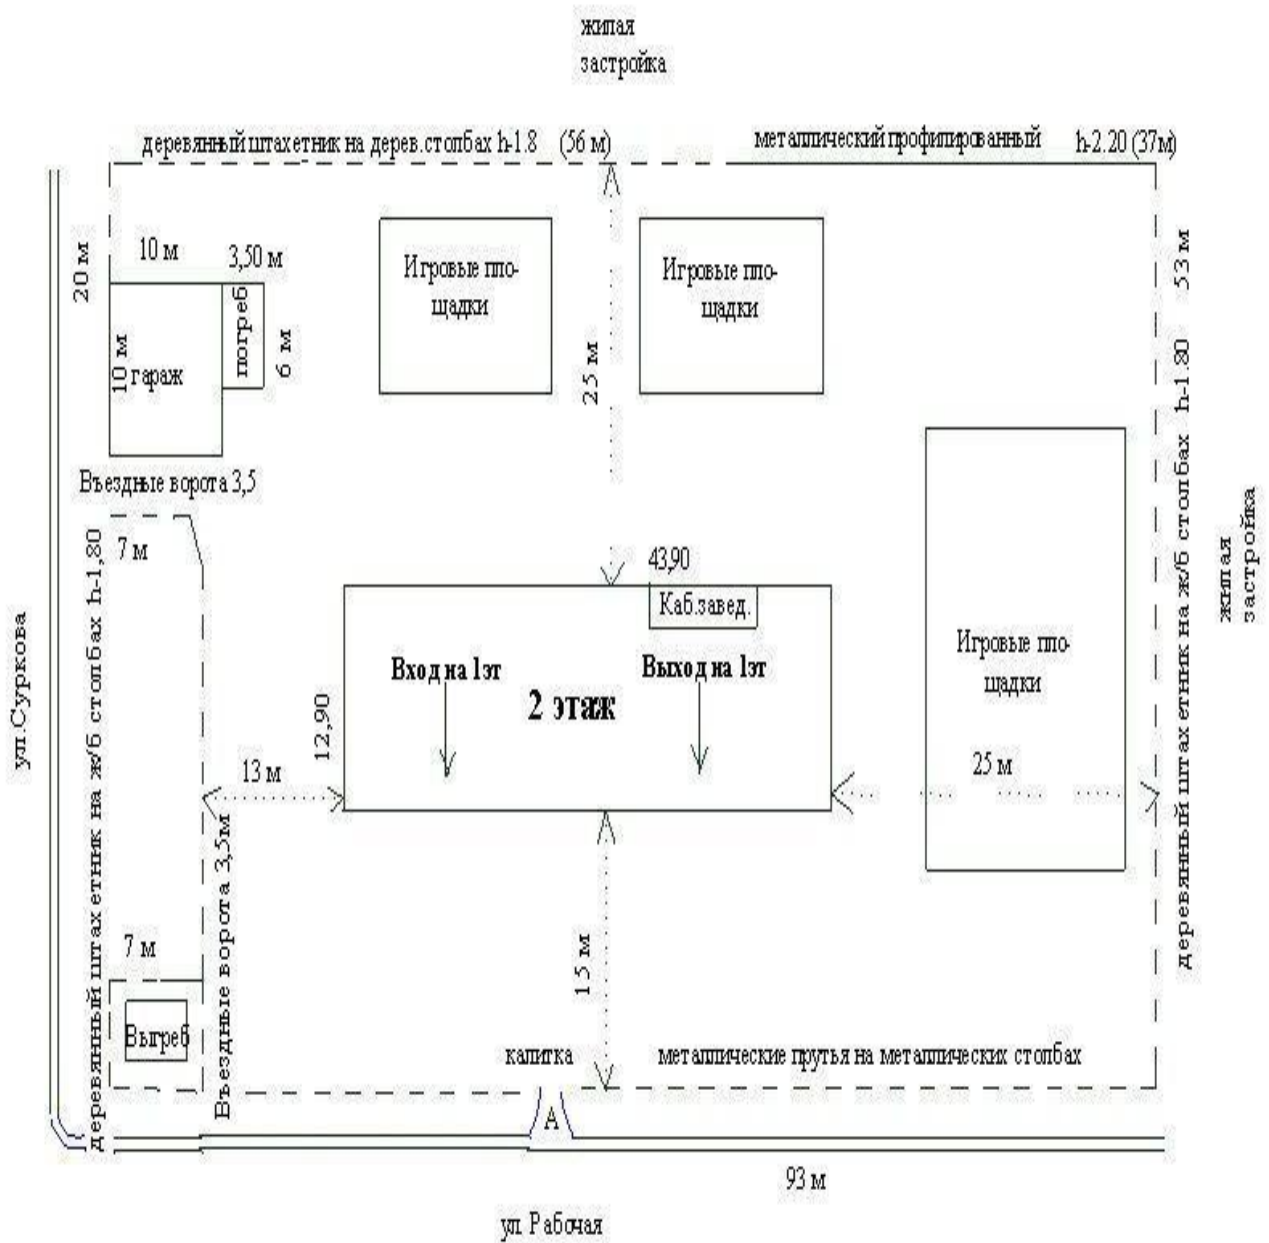 жилая
застройка
деревянный штахетник на дерев.столбах h-1.8 (56 м)
металлический профилированный h-2.20 (37м)
20 м
10 м
3,50 м
погреб
6 м
10 м
гараж
Игровые пло-
щадки
Игровые пло-
щадки
25 м
53 м
деревянный штахетник на ж/б столбах h-1.80
жилая
застройка
Въездные ворота 3,5
7 м
деревянный штахетник на ж/б столбах h-1,80
ул.Суркова
43,90
Каб.завед.
Вход на 1эт
Выход на 1эт
2 этаж
12,90
13 м
Игровые пло-
щадки
25 м
Въездные ворота 3,5м
15 м
7 м
Выгреб
калитка
металлические прутья на металлических столбах
А
93 м
ул. Рабочая